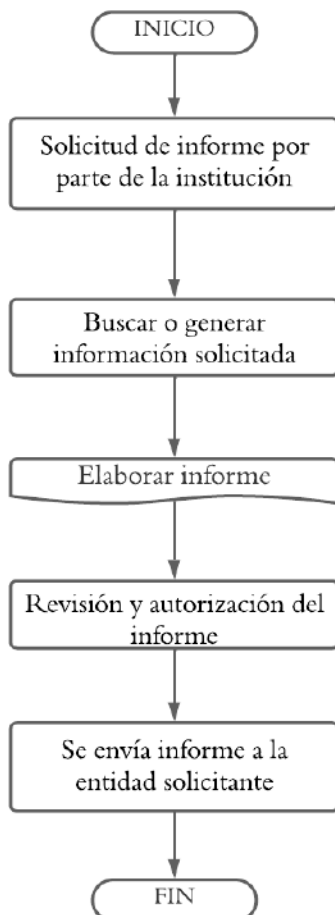 INICIO
Solicitud de informe por
parte de la institución
Buscar o generar
información solicitada
Elaborar informe
Revisión y autorización del
informe
Se envía informe a la
entidad solicitante
FIN